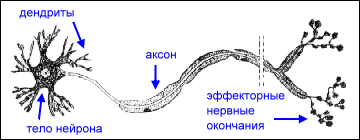 дендриты
аксон
тело нейрона
эффекторные
нервные
окончания